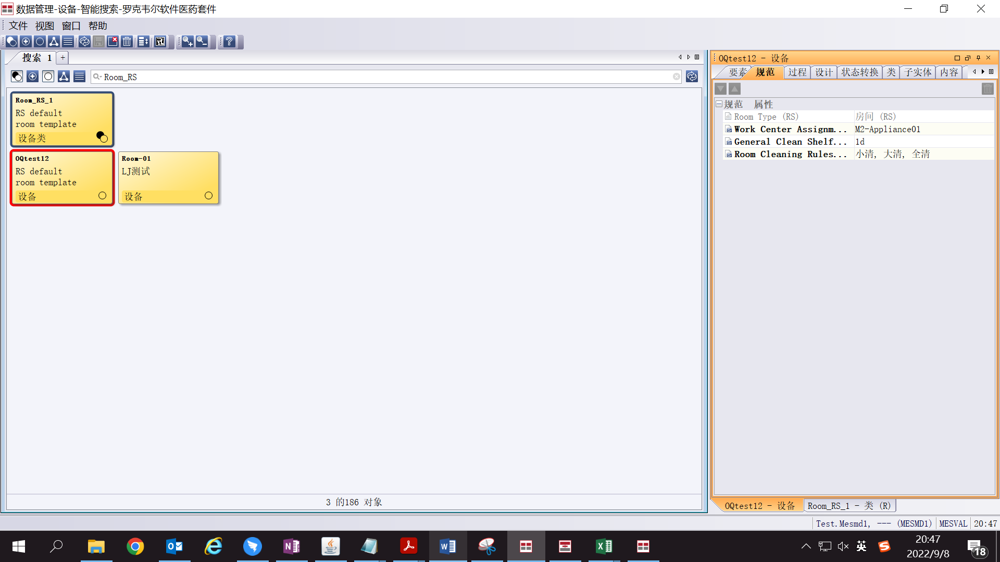 数据管理-设备-智能搜索-罗克韦尔软件医药套件
文件 视图 窗口 帮助
搜索 1 +
Room_RS
Room_RS_1
RS default
room template
设备类
OQtest12
RS default
room template
设备
Room-01
LJ测试
设备
3 的186 对象
OQtest12 - 设备
要素 规范 过程 设计 状态转换 类 子实体 内容
规范 属性
Room Type (RS) 房间 (RS)
Work Center Assignm... M2-Appliance01
General Clean Shelf... 1d
Room Cleaning Rules... 小清, 大清, 全清
OQtest12 - 设备 Room_RS_1 - 类 (R)
Test.Mesmd1, --- (MESMD1) MESVAL 20:47
英
20:47
2022/9/8
18